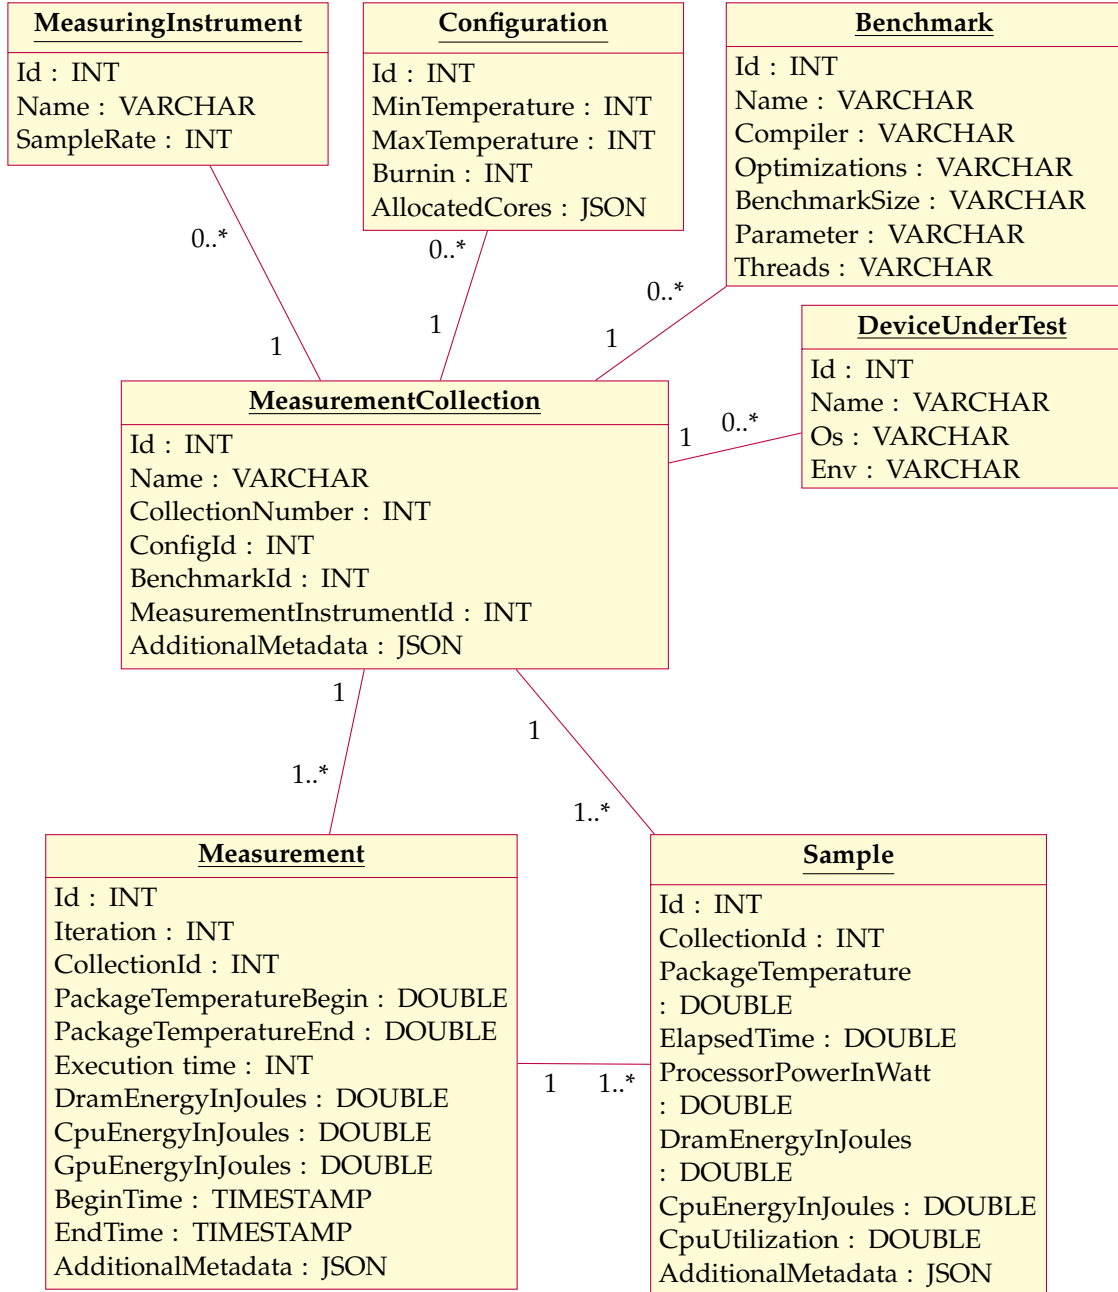 MeasuringInstrument
Id : INT
Name : VARCHAR
SampleRate : INT
Configuration
Id : INT
MinTemperature : INT
MaxTemperature : INT
Burnin : INT
AllocatedCores : JSON
Benchmark
Id : INT
Name : VARCHAR
Compiler : VARCHAR
Optimizations : VARCHAR
BenchmarkSize : VARCHAR
Parameter : VARCHAR
Threads : VARCHAR
0..*
1
0..*
1
0..*
1
DeviceUnderTest
Id : INT
Name : VARCHAR
Os : VARCHAR
Env : VARCHAR
1
0..*
MeasurementCollection
Id : INT
Name : VARCHAR
CollectionNumber : INT
ConfigId : INT
BenchmarkId : INT
MeasurementInstrumentId : INT
AdditionalMetadata : JSON
1
1..*
1
1..*
Measurement
Id : INT
Iteration : INT
CollectionId : INT
PackageTemperatureBegin : DOUBLE
PackageTemperatureEnd : DOUBLE
Execution time : INT
DramEnergyInJoules : DOUBLE
CpuEnergyInJoules : DOUBLE
GpuEnergyInJoules : DOUBLE
BeginTime : TIMESTAMP
EndTime : TIMESTAMP
AdditionalMetadata : JSON
1
1..*
Sample
Id : INT
CollectionId : INT
PackageTemperature
: DOUBLE
ElapsedTime : DOUBLE
ProcessorPowerInWatt
: DOUBLE
DramEnergyInJoules
: DOUBLE
CpuEnergyInJoules : DOUBLE
CpuUtilization : DOUBLE
AdditionalMetadata : JSON